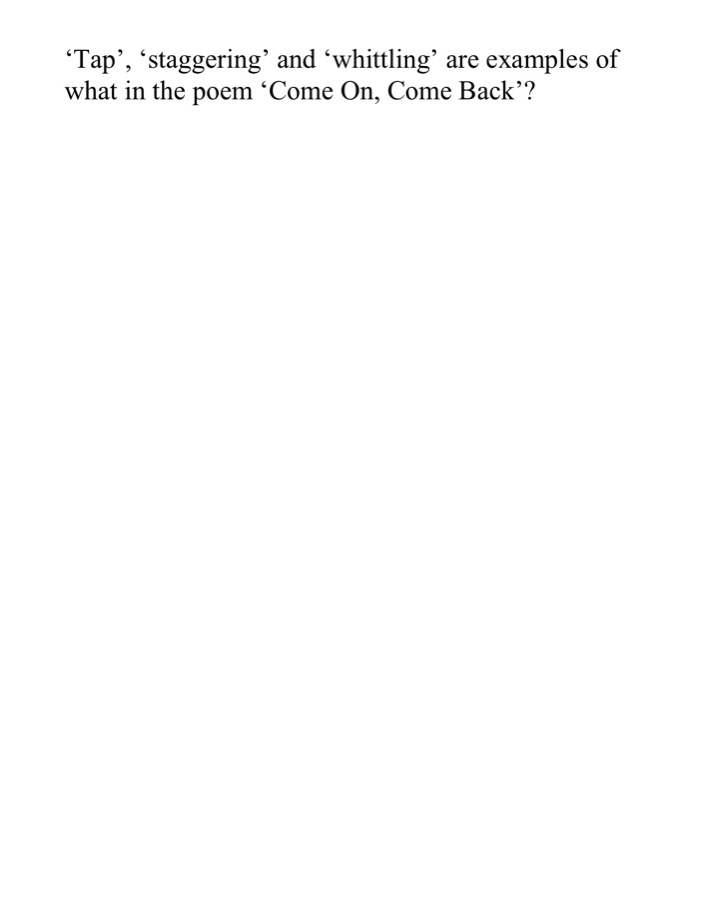 ‘Tap’, ‘staggering’ and ‘whittling’ are examples of
what in the poem ‘Come On, Come Back’?